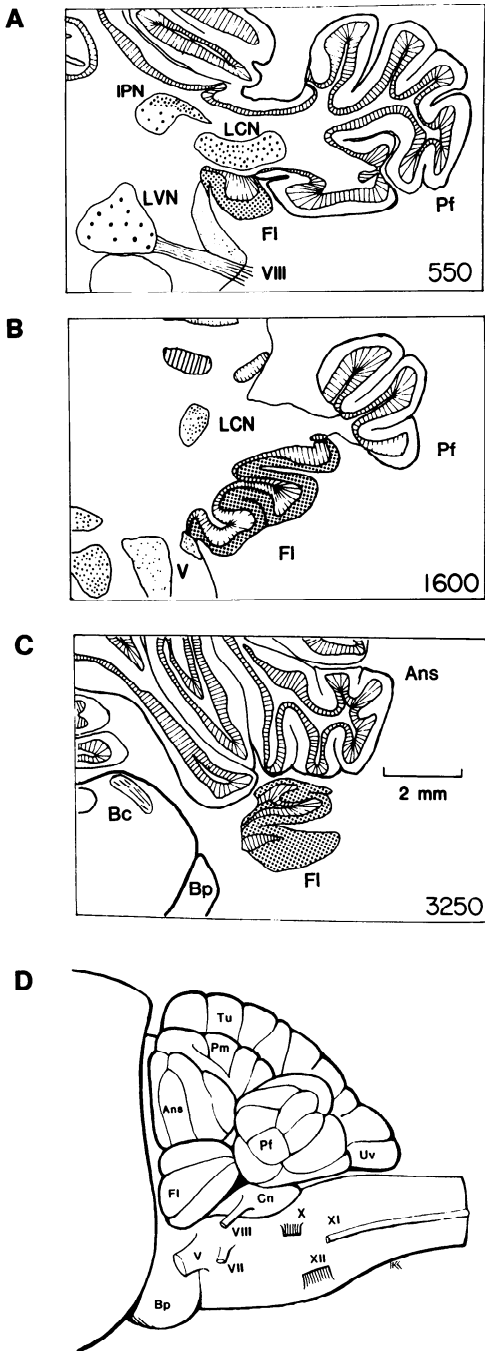 A
IPN
LCN
LVN
Fl
Pf
VIII
550
B
LCN
Pf
Fl
V
1600
C
Ans
2 mm
Bc
Fl
Bp
3250
D
Tu
Pm
Ans
Pf
Uv
Fl
Cn
X
XI
VIII
V
VII
XII
Bp